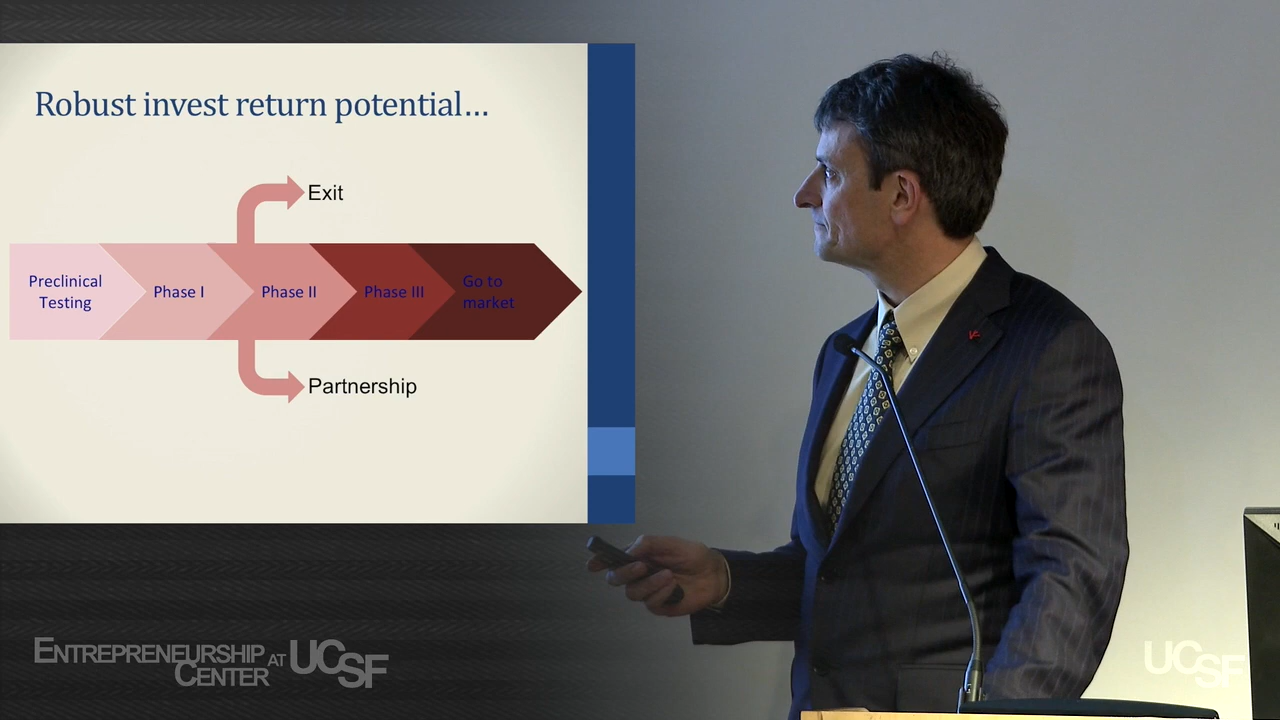 Robust invest return potential...
Exit
Preclinical
Testing
Phase I
Phase II
Phase III
Go to
market
Partnership
ENTREPRENEURSHIP
CENTER AT UCSF
UCSF